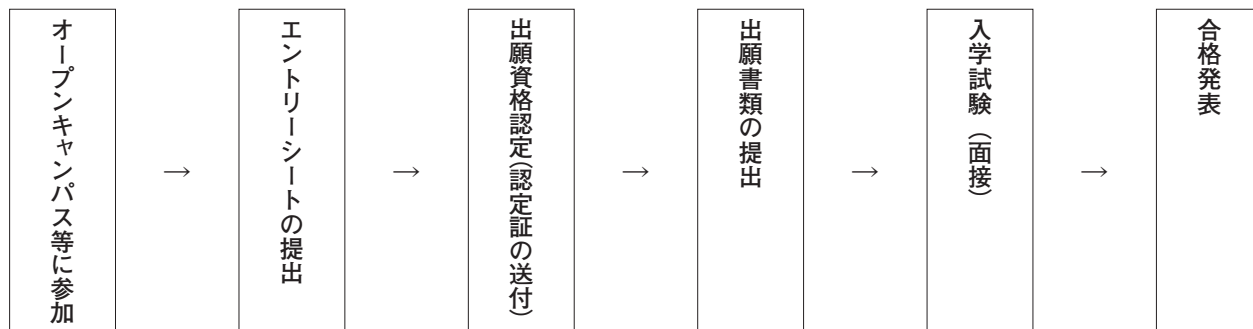 オープンキャンパス等に参加
→
エントリーシートの提出
→
出願資格認定(認定証の送付)
→
出願書類の提出
→
入学試験（面接）
→
合格発表